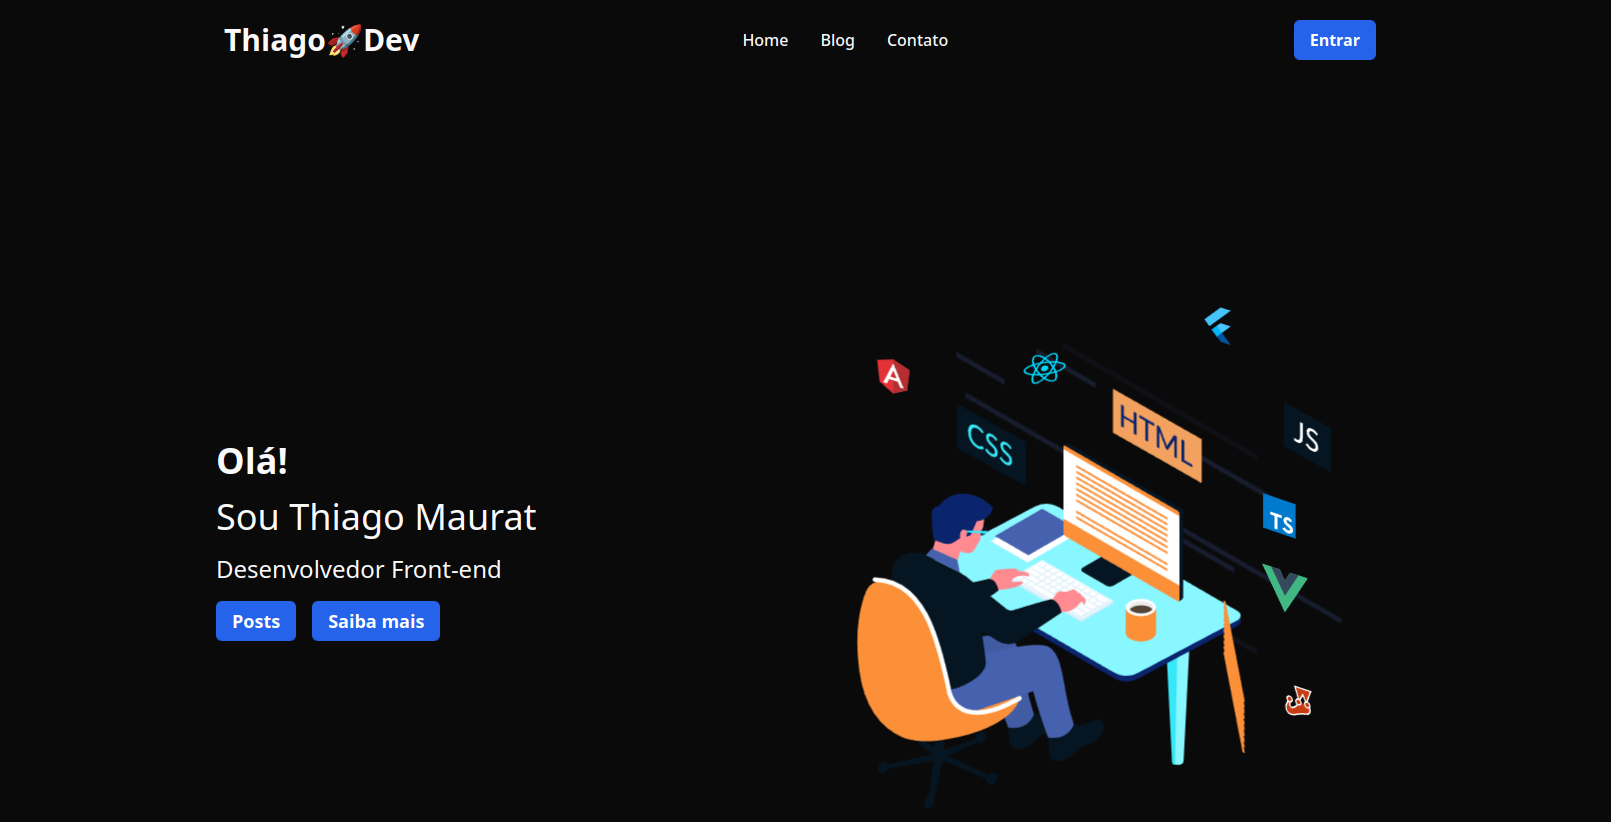 Thiago🚀Dev
Home
Blog
Contato
Entrar
Olá!
Sou Thiago Maurat
Desenvolvedor Front-end
Posts
Saiba mais
A
CSS
HTML
JS
TS